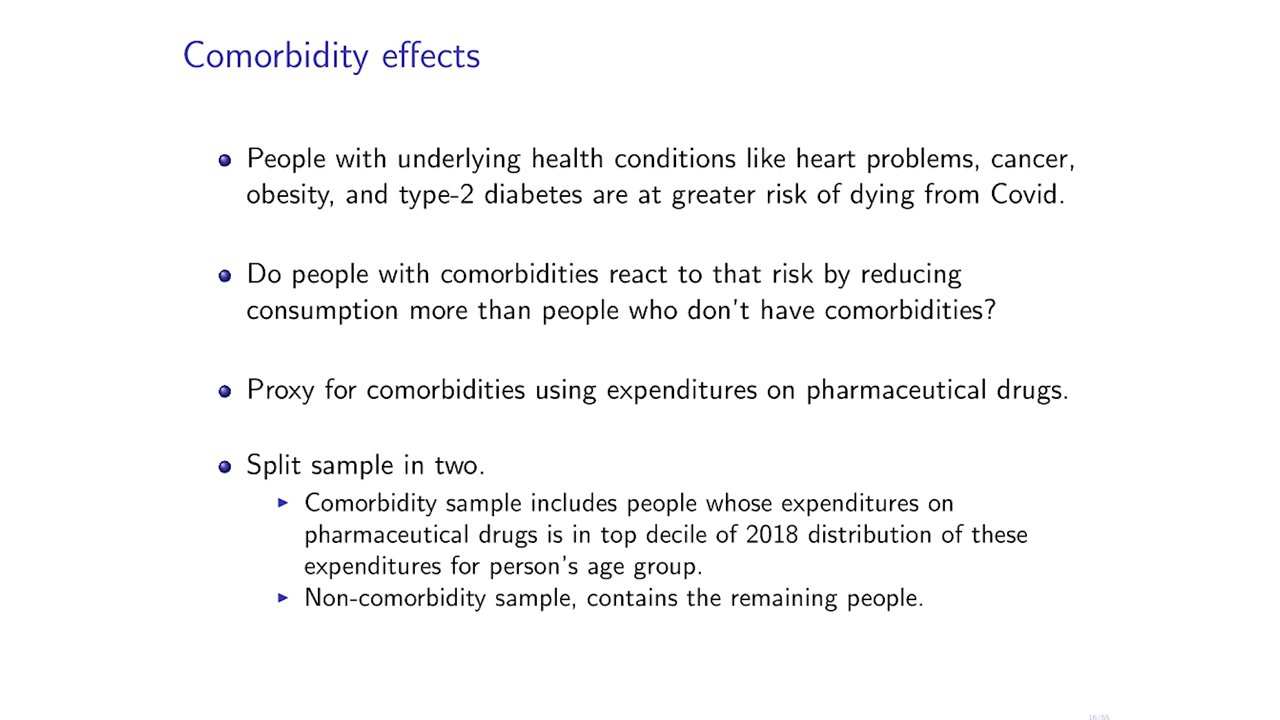 Comorbidity effects
People with underlying health conditions like heart problems, cancer,
obesity, and type-2 diabetes are at greater risk of dying from Covid.
Do people with comorbidities react to that risk by reducing
consumption more than people who don't have comorbidities?
Proxy for comorbidities using expenditures on pharmaceutical drugs.
Split sample in two.
Comorbidity sample includes people whose expenditures on
pharmaceutical drugs is in top decile of 2018 distribution of these
expenditures for person's age group.
Non-comorbidity sample, contains the remaining people.
16/55